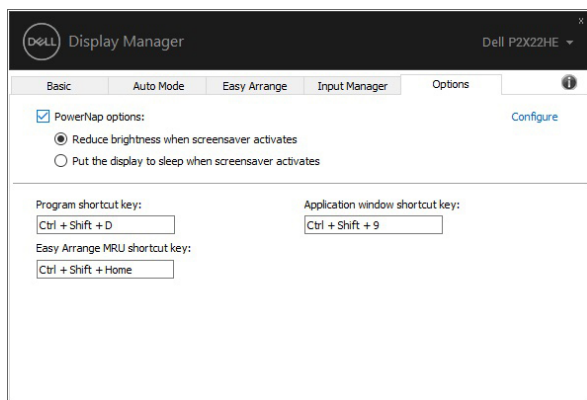 x
DELL Display Manager
Dell P2X22HE
Basic Auto Mode Easy Arrange Input Manager Options i
PowerNap options: Configure
Reduce brightness when screensaver activates
Put the display to sleep when screensaver activates
Program shortcut key: Application window shortcut key:
Ctrl + Shift + D Ctrl + Shift + 9
Easy Arrange MRU shortcut key:
Ctrl + Shift + Home